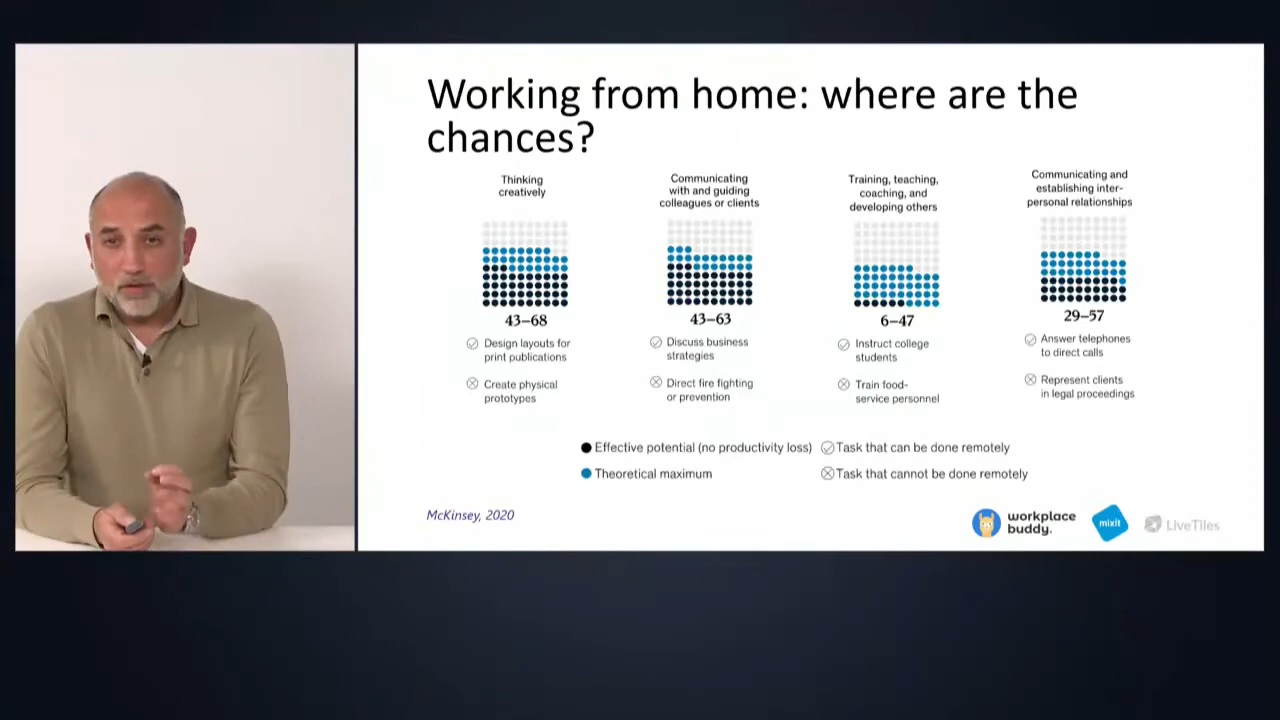 Working from home: where are the
chances?
Thinking
creatively
43–68
Design layouts for
print publications
Create physical
prototypes
Communicating
with and guiding
colleagues or clients
43–63
Discuss business
strategies
Direct fire fighting
or prevention
Training, teaching,
coaching, and
developing others
6–47
Instruct college
students
Train food-
service personnel
Communicating and
establishing inter-
personal relationships
29–57
Answer telephones
to direct calls
Represent clients
in legal proceedings
Effective potential (no productivity loss)
Task that can be done remotely
Theoretical maximum
Task that cannot be done remotely
McKinsey, 2020
workplace
buddy.
mixit
LiveTiles